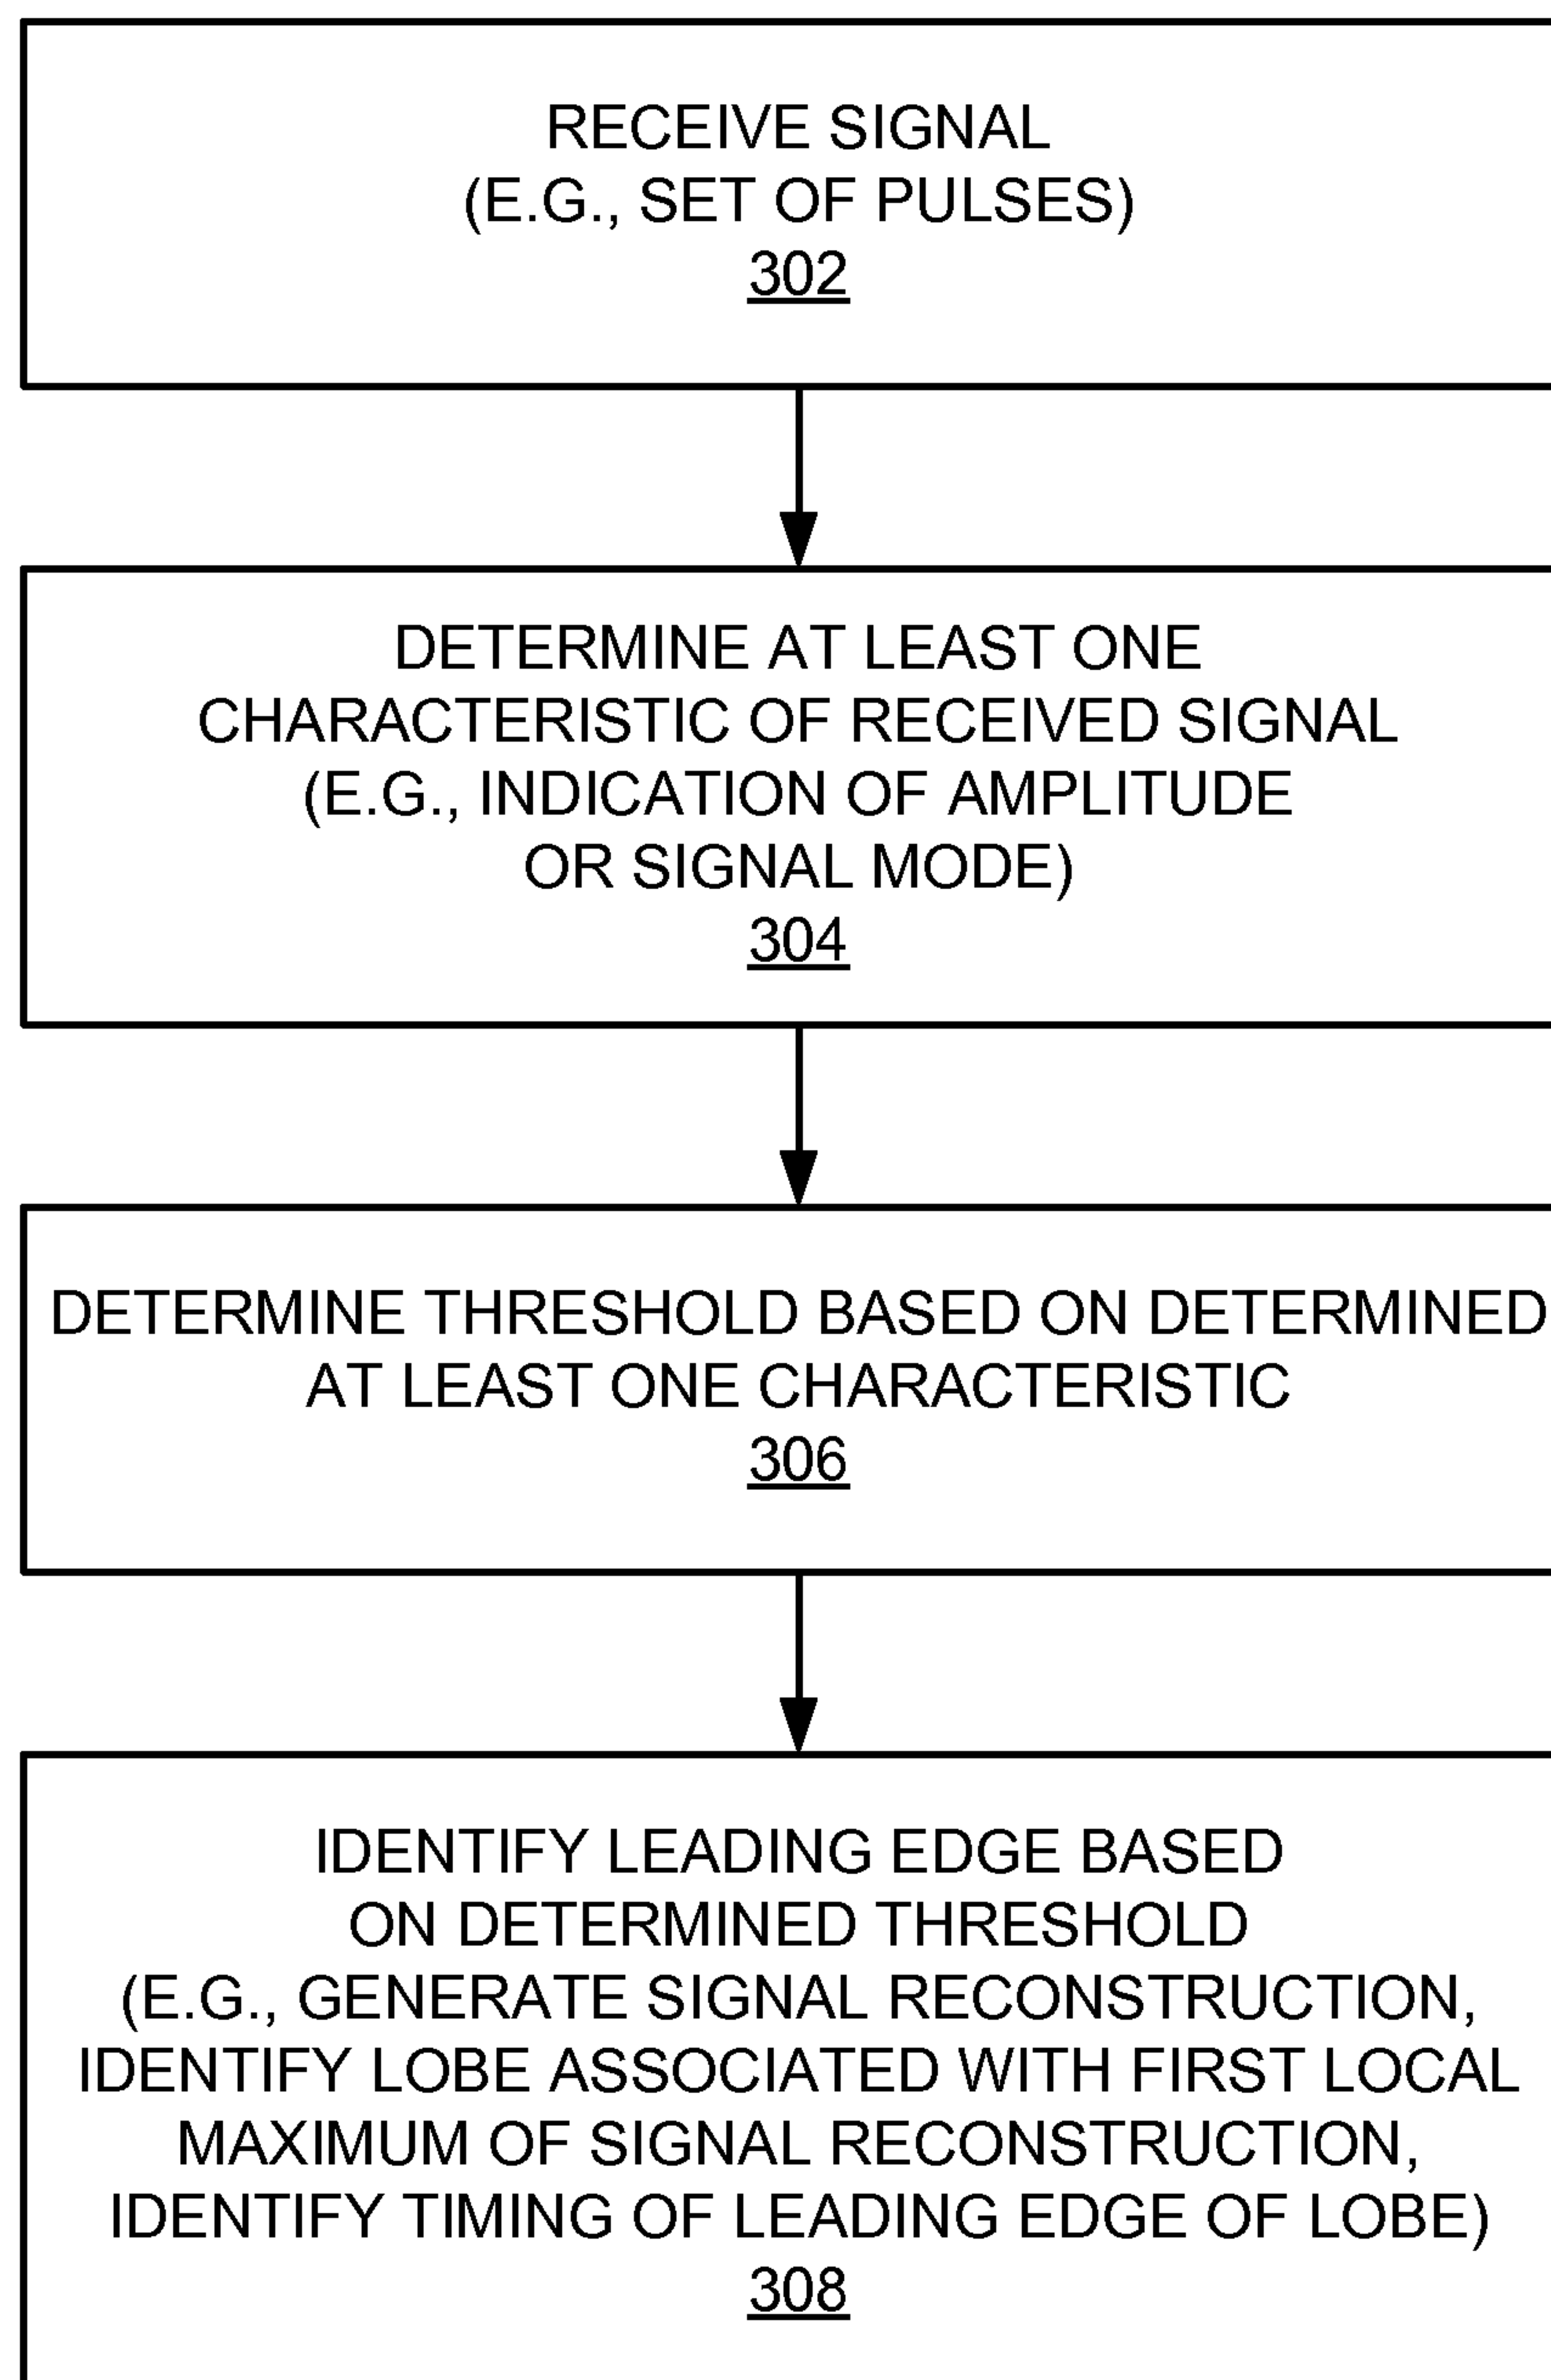 RECEIVE SIGNAL
(E.G., SET OF PULSES)
302
DETERMINE AT LEAST ONE
CHARACTERISTIC OF RECEIVED SIGNAL
(E.G., INDICATION OF AMPLITUDE
OR SIGNAL MODE)
304
DETERMINE THRESHOLD BASED ON DETERMINED
AT LEAST ONE CHARACTERISTIC
306
IDENTIFY LEADING EDGE BASED
ON DETERMINED THRESHOLD
(E.G., GENERATE SIGNAL RECONSTRUCTION,
IDENTIFY LOBE ASSOCIATED WITH FIRST LOCAL
MAXIMUM OF SIGNAL RECONSTRUCTION,
IDENTIFY TIMING OF LEADING EDGE OF LOBE)
308